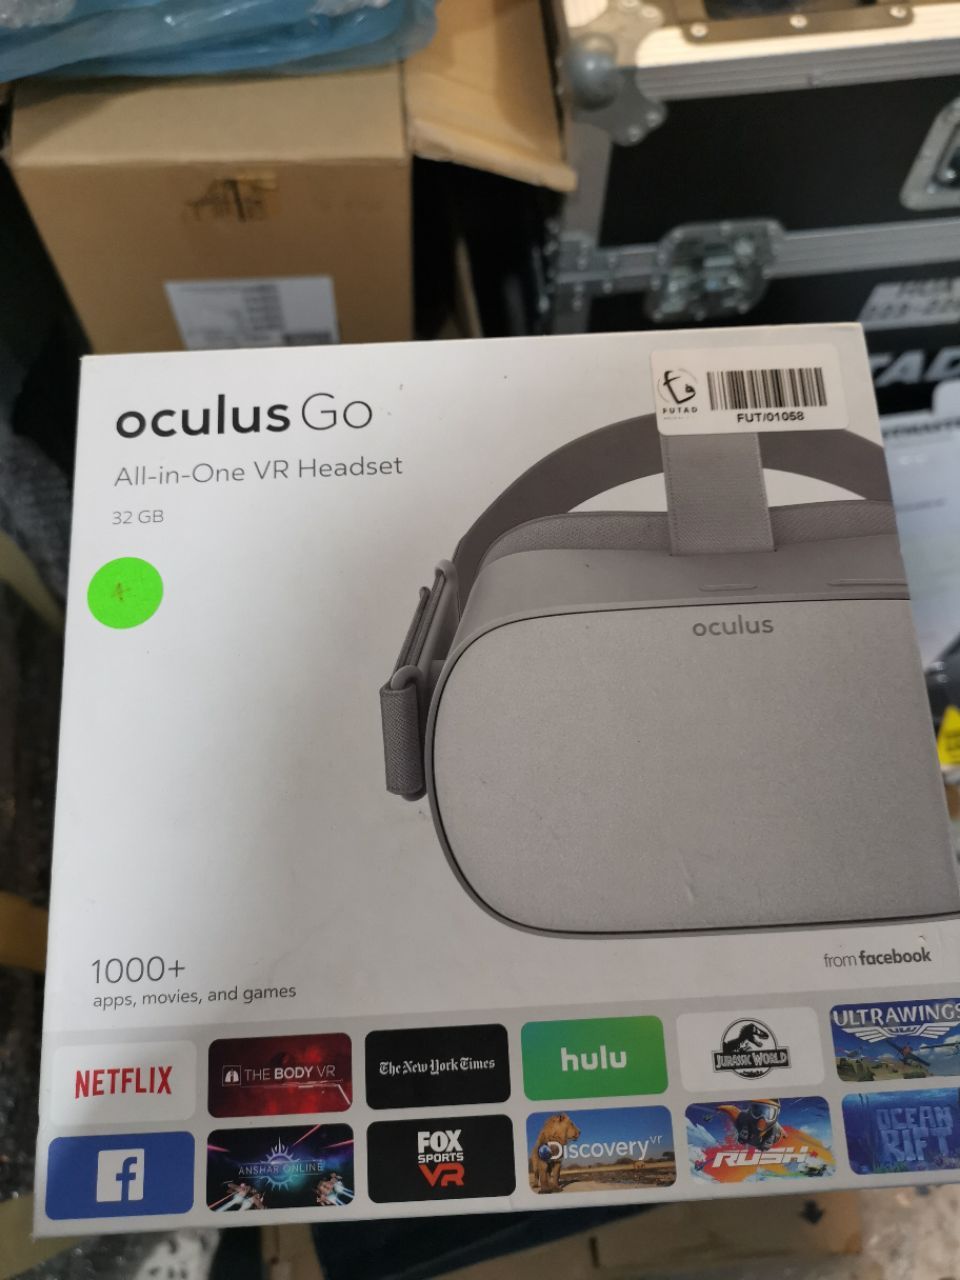 oculus Go
All-in-One VR Headset
32 GB
FUTAD
FUT/01058
oculus
1000+
apps, movies, and games
from facebook
NETFLIX
THE BODY VR
The New York Times
hulu
JURASSIC WORLD
ULTRAWINGS
f
ANSHAR ONLINE
FOX
SPORTS
VR
Discovery VR
RUSH
OCEAN
RIFT